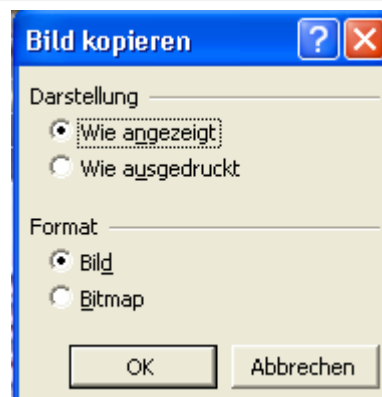 Bild kopieren
Darstellung
Wie angezeigt
Wie ausgedruckt
Format
Bild
Bitmap
OK Abbrechen